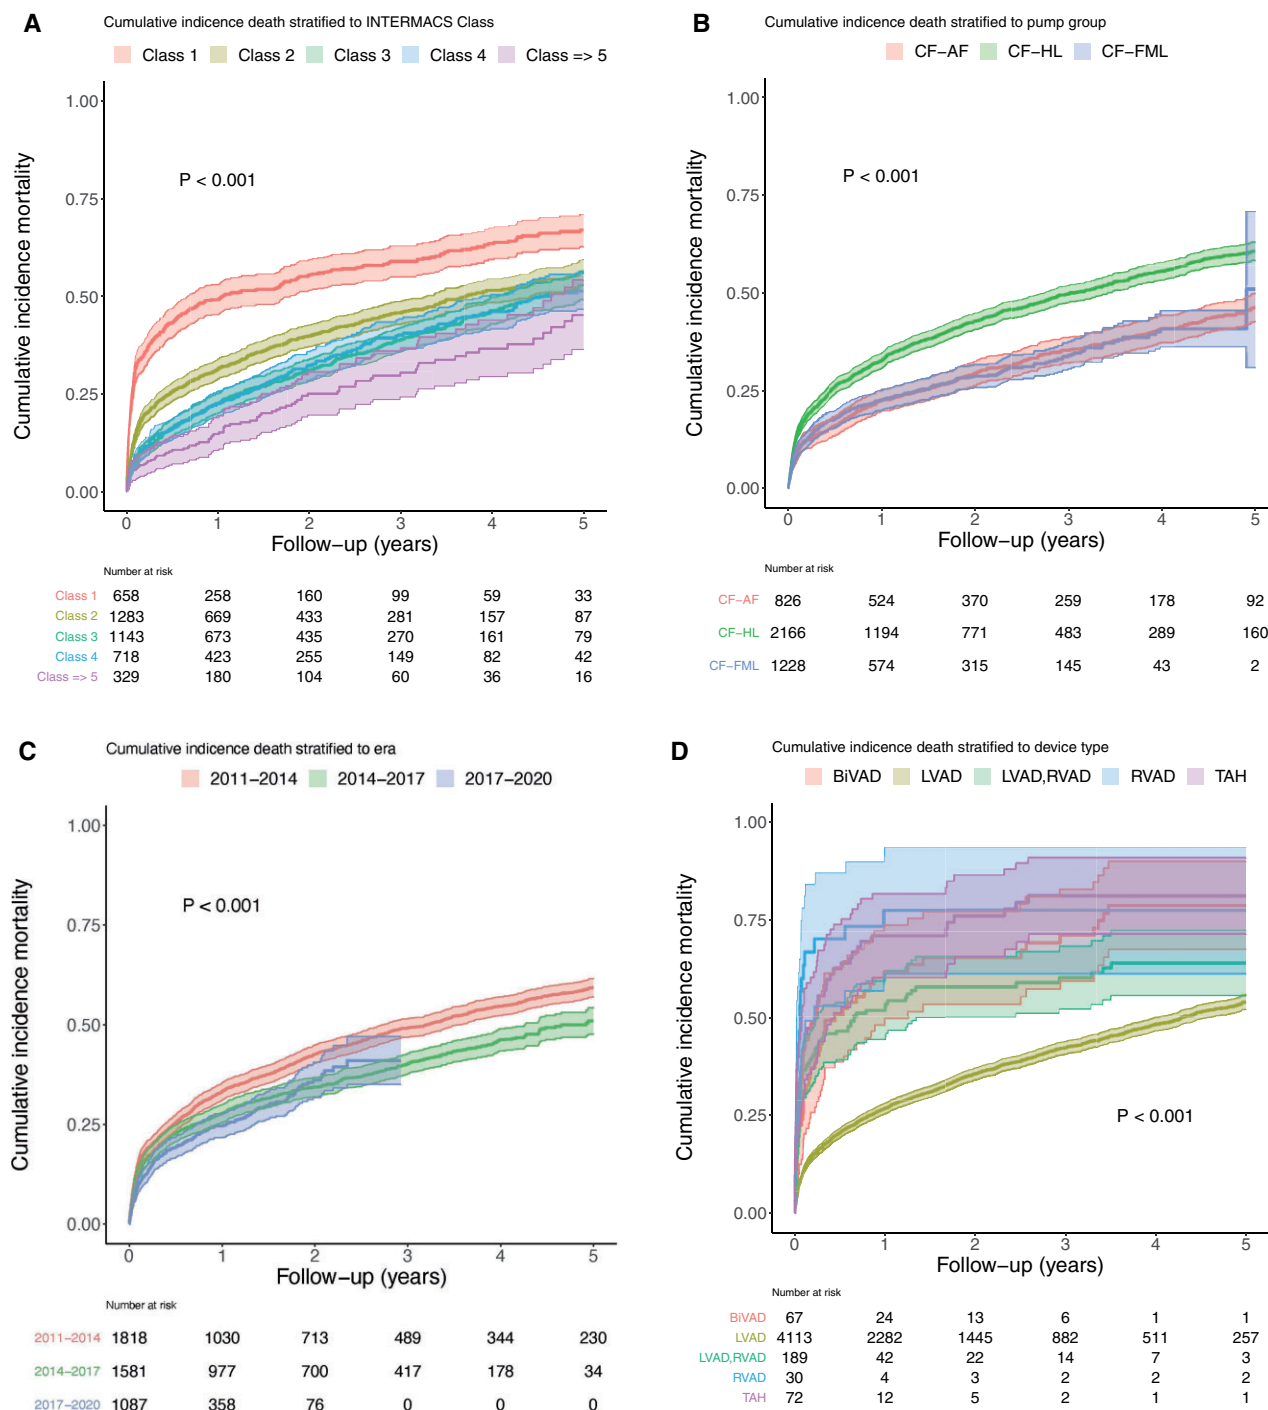 A
Cumulative indicence death stratified to INTERMACS Class
Class 1 Class 2 Class 3 Class 4 Class => 5
Cumulative incidence mortality
1.00
0.75
0.50
0.25
0.00
P < 0.001
0 1 2 3 4 5
Follow-up (years)
Number at risk
Class 1 658 258 160 99 59 33
Class 2 1283 669 433 281 157 87
Class 3 1143 673 435 270 161 79
Class 4 718 423 255 149 82 42
Class => 5 329 180 104 60 36 16
B
Cumulative indicence death stratified to pump group
CF-AF CF-HL CF-FML
Cumulative incidence mortality
1.00
0.75
0.50
0.25
0.00
P < 0.001
0 1 2 3 4 5
Follow-up (years)
Number at risk
CF-AF 826 524 370 259 178 92
CF-HL 2166 1194 771 483 289 160
CF-FML 1228 574 315 145 43 2
C
Cumulative indicence death stratified to era
2011-2014 2014-2017 2017-2020
Cumulative incidence mortality
1.00
0.75
0.50
0.25
0.00
P < 0.001
0 1 2 3 4 5
Follow-up (years)
Number at risk
2011-2014 1818 1030 713 489 344 230
2014-2017 1581 977 700 417 178 34
2017-2020 1087 358 76 0 0 0
D
Cumulative indicence death stratified to device type
BiVAD LVAD LVAD,RVAD RVAD TAH
Cumulative incidence mortality
1.00
0.75
0.50
0.25
0.00
P < 0.001
0 1 2 3 4 5
Follow-up (years)
Number at risk
BiVAD 67 24 13 6 1 1
LVAD 4113 2282 1445 882 511 257
LVAD,RVAD 189 42 22 14 7 3
RVAD 30 4 3 2 2 2
TAH 72 12 5 2 1 1